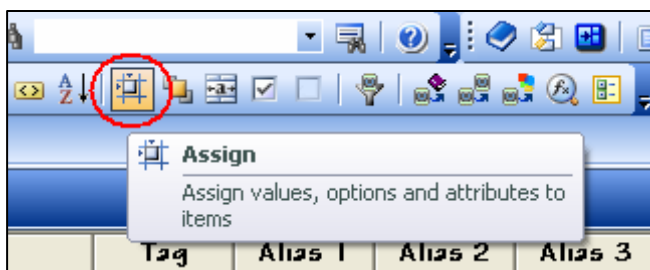 Assign
Assign values, options and attributes to
items
Tag Alias 1 Alias 2 Alias 3